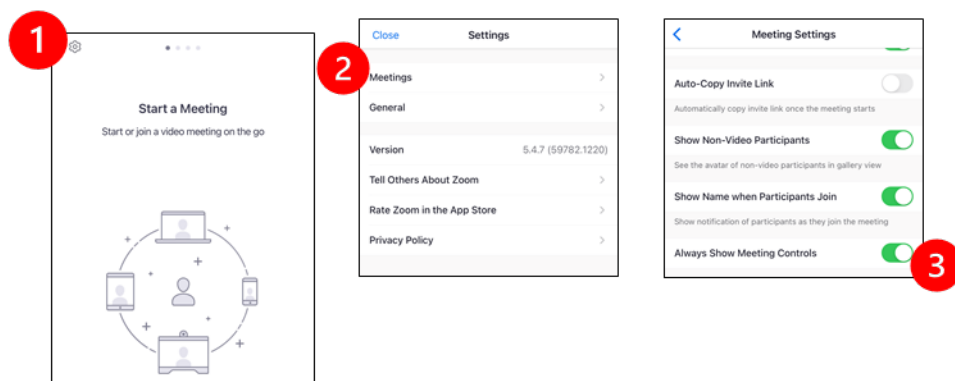 1
Start a Meeting
Start or join a video meeting on the go
2
Close Settings
Meetings
General
Version 5.4.7 (59782.1220)
Tell Others About Zoom
Rate Zoom in the App Store
Privacy Policy
Meeting Settings
Auto-Copy Invite Link
Automatically copy invite link once the meeting starts
Show Non-Video Participants
See the avatar of non-video participants in gallery view
Show Name when Participants Join
Show notification of participants as they join the meeting
Always Show Meeting Controls
3